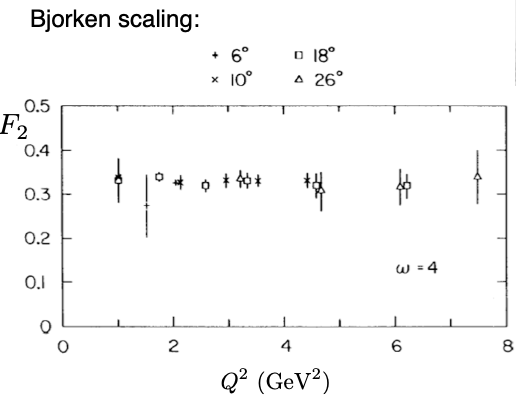 Bjorken scaling:
+ 6° □ 18°
× 10° △ 26°
0.5
F₂
0.4
0.3
0.2
0.1
0
ω = 4
0 2 4 6 8
Q² (GeV²)